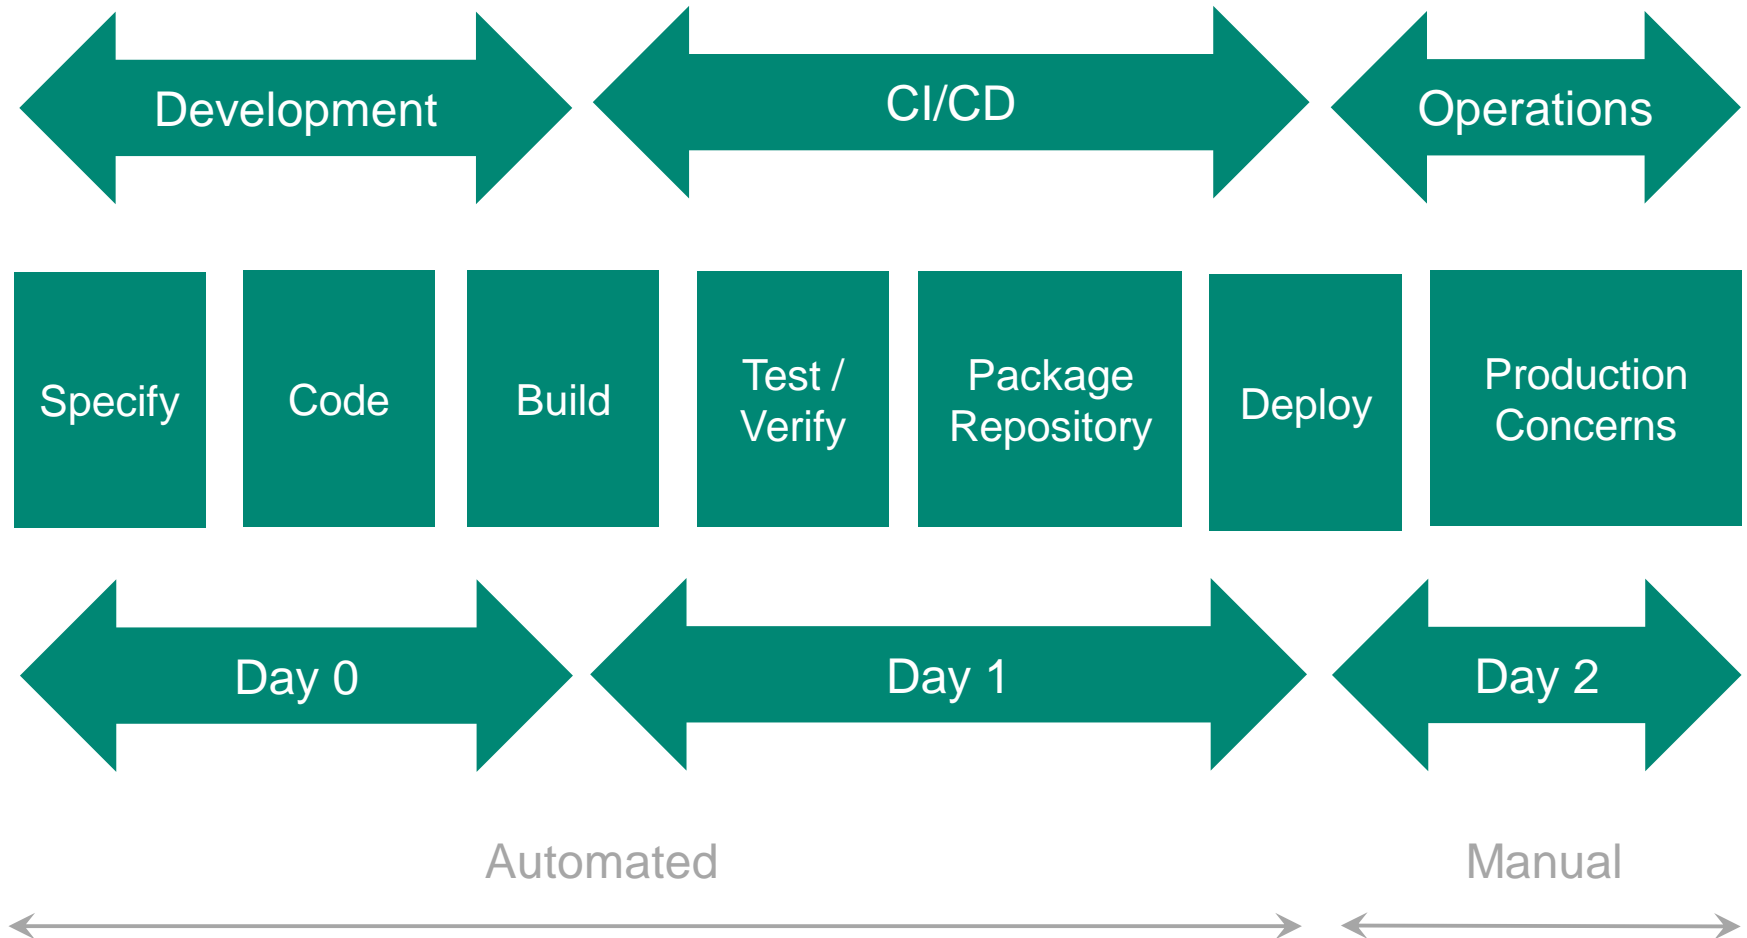 Development
CI/CD
Operations
Specify
Code
Build
Test /
Verify
Package
Repository
Deploy
Production
Concerns
Day 0
Day 1
Day 2
Automated
Manual